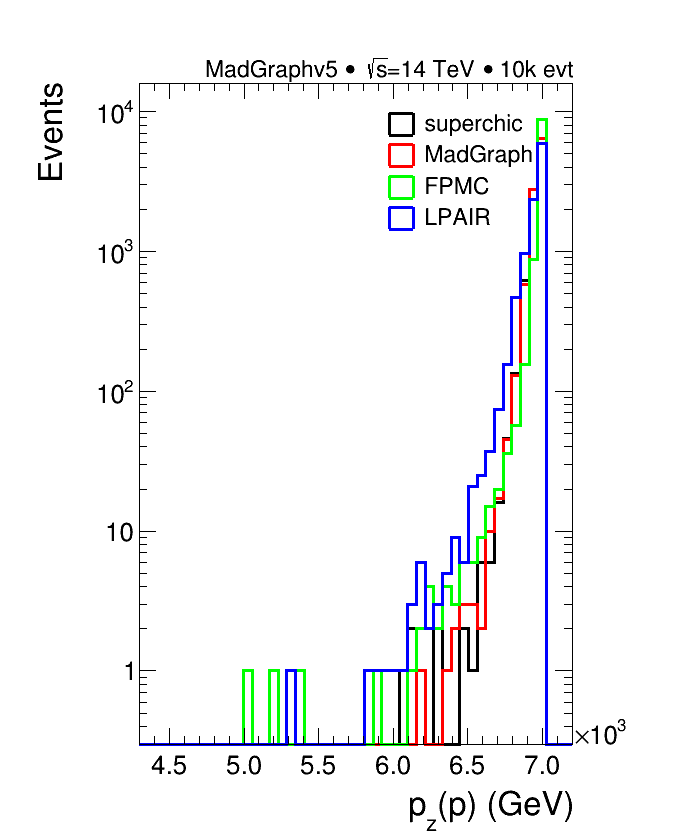 MadGraphv5 • √s=14 TeV • 10k evt
Events
superchic
MadGraph
FPMC
LPAIR
10⁴
10³
10²
10
1
4.5 5.0 5.5 6.0 6.5 7.0
×10³
p_z(p) (GeV)